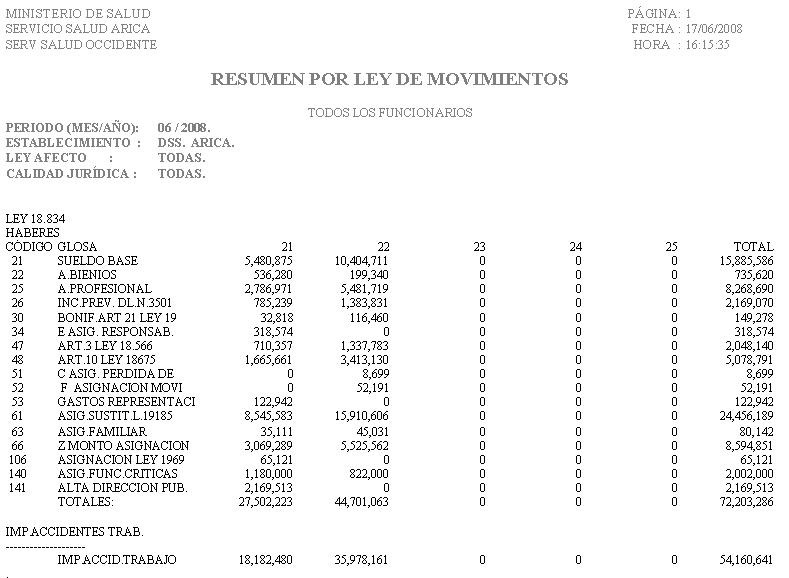 MINISTERIO DE SALUD PÁGINA: 1
SERVICIO SALUD ARICA FECHA : 17/06/2008
SERV SALUD OCCIDENTE HORA : 16:15:35
RESUMEN POR LEY DE MOVIMIENTOS
TODOS LOS FUNCIONARIOS
PERIODO (MES/AÑO): 06 / 2008.
ESTABLECIMIENTO : DSS. ARICA.
LEY AFECTO : TODAS.
CALIDAD JURÍDICA : TODAS.
LEY 18.834
HABERES
CÓDIGO GLOSA 21 22 23 24 25 TOTAL
21 SUELDO BASE 5,480,875 10,404,711 0 0 0 15,885,586
22 A.BIENIOS 536,280 199,340 0 0 0 735,620
25 A.PROFESIONAL 2,786,971 5,481,719 0 0 0 8,268,690
26 INC.PREV. DL.N.3501 785,239 1,383,831 0 0 0 2,169,070
30 BONIF.ART 21 LEY 19 32,818 116,460 0 0 0 149,278
34 E ASIG. RESPONSAB. 318,574 0 0 0 0 318,574
47 ART.3 LEY 18.566 710,357 1,337,783 0 0 0 2,048,140
48 ART.10 LEY 18675 1,665,661 3,413,130 0 0 0 5,078,791
51 C ASIG. PERDIDA DE 0 8,699 0 0 0 8,699
52 F ASIGNACION MOVI 0 52,191 0 0 0 52,191
53 GASTOS REPRESENTACI 122,942 0 0 0 0 122,942
61 ASIG.SUSTIT.L.19185 8,545,583 15,910,606 0 0 0 24,456,189
63 ASIG.FAMILIAR 35,111 45,031 0 0 0 80,142
66 Z MONTO ASIGNACION 3,069,289 5,525,562 0 0 0 8,594,851
106 ASIGNACION LEY 1969 65,121 0 0 0 0 65,121
140 ASIG.FUNC.CRITICAS 1,180,000 822,000 0 0 0 2,002,000
141 ALTA DIRECCION PUB. 2,169,513 0 0 0 0 2,169,513
TOTALES: 27,502,223 44,701,063 0 0 0 72,203,286
IMP.ACCIDENTES TRAB.
--------------------
IMP.ACCID.TRABAJO 18,182,480 35,978,161 0 0 0 54,160,641